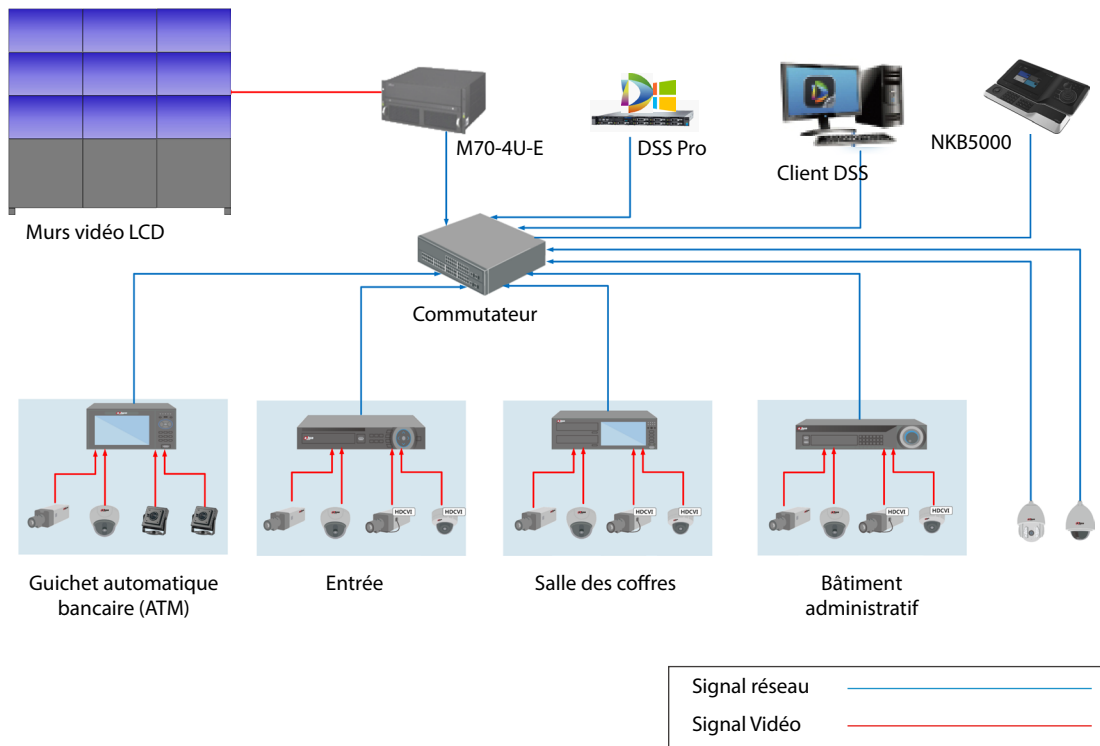 M70-4U-E
DSS Pro
Client DSS
NKB5000
Murs vidéo LCD
Commutateur
HDCVI
HDCVI
HDCVI
HDCVI
HDCVI
HDCVI
Guichet automatique
bancaire (ATM)
Entrée
Salle des coffres
Bâtiment
administratif
Signal réseau
Signal Vidéo